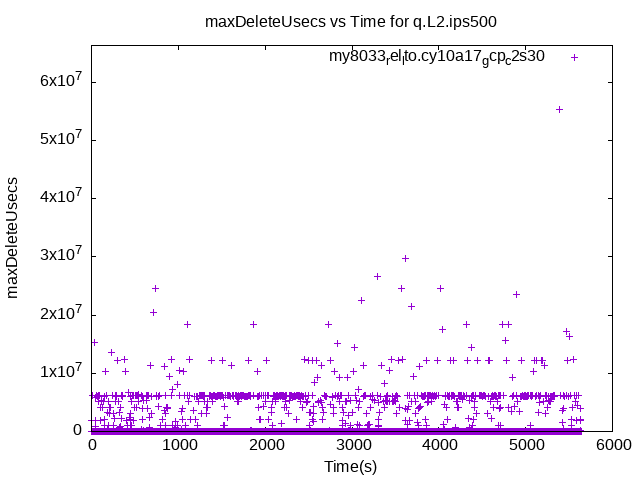 maxDeleteUsecs vs Time for q.L2.ips500
my8033relto.cy10a17gcpc2s30
6x10^7
5x10^7
4x10^7
3x10^7
2x10^7
1x10^7
0
maxDeleteUsecs
0 1000 2000 3000 4000 5000 6000
Time(s)